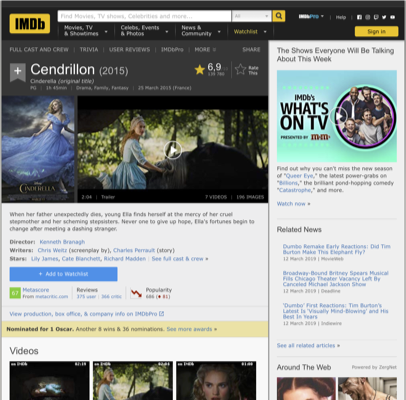 IMDb
Find Movies, TV shows, Celebrities and more...
All
Movies, TV & Showtimes
Celebs, Events & Photos
News & Community
Watchlist
IMDbPro
Help
Sign in
FULL CAST AND CREW | TRIVIA | USER REVIEWS | IMDbPro | MORE
SHARE
Cendrillon (2015)
Cinderella (original title)
PG | 1h 45min | Drama, Family, Fantasy | 25 March 2015 (France)
6,9
Rate This
CINDERELLA
2:04 | Trailer
7 VIDEOS | 196 IMAGES
When her father unexpectedly dies, young Ella finds herself at the mercy of her cruel
stepmother and her scheming stepsisters. Never one to give up hope, Ella's fortunes begin to
change after meeting a dashing stranger.
Director: Kenneth Branagh
Writers: Chris Weitz (screenplay by), Charles Perrault (story)
Stars: Lily James, Cate Blanchett, Richard Madden | See full cast & crew »
+ Add to Watchlist
67
Metascore
From metacritic.com
Reviews
375 user | 366 critic
Popularity
View production, box office, & company info on IMDbPro
Nominated for 1 Oscar. Another 8 wins & 36 nominations. See more awards »
Videos
The Shows Everyone Will Be Talking
About This Week
IMDb's
WHAT'S
ON TV
PRESENTED BY m&m's
Find out why you can't miss the new season
of "Queer Eye," the latest power-grabs on
"Billions," the brilliant pond-hopping comedy
"Catastrophe," and more.
Watch now »
Related News
Dumbo Remake Early Reactions: Did Tim
Burton Make This Elephant Fly?
12 March 2019 | MovieWeb
Broadway-Bound Britney Spears Musical
Fills Chicago Theater Vacancy Left By
Canceled Michael Jackson Show
12 March 2019 | Deadline
'Dumbo' First Reactions: Tim Burton's
Latest Is 'Visually Mind-Blowing' and His
Best In Years
12 March 2019 | Indiewire
See all related articles »
Around The Web
Powered by ZergNet